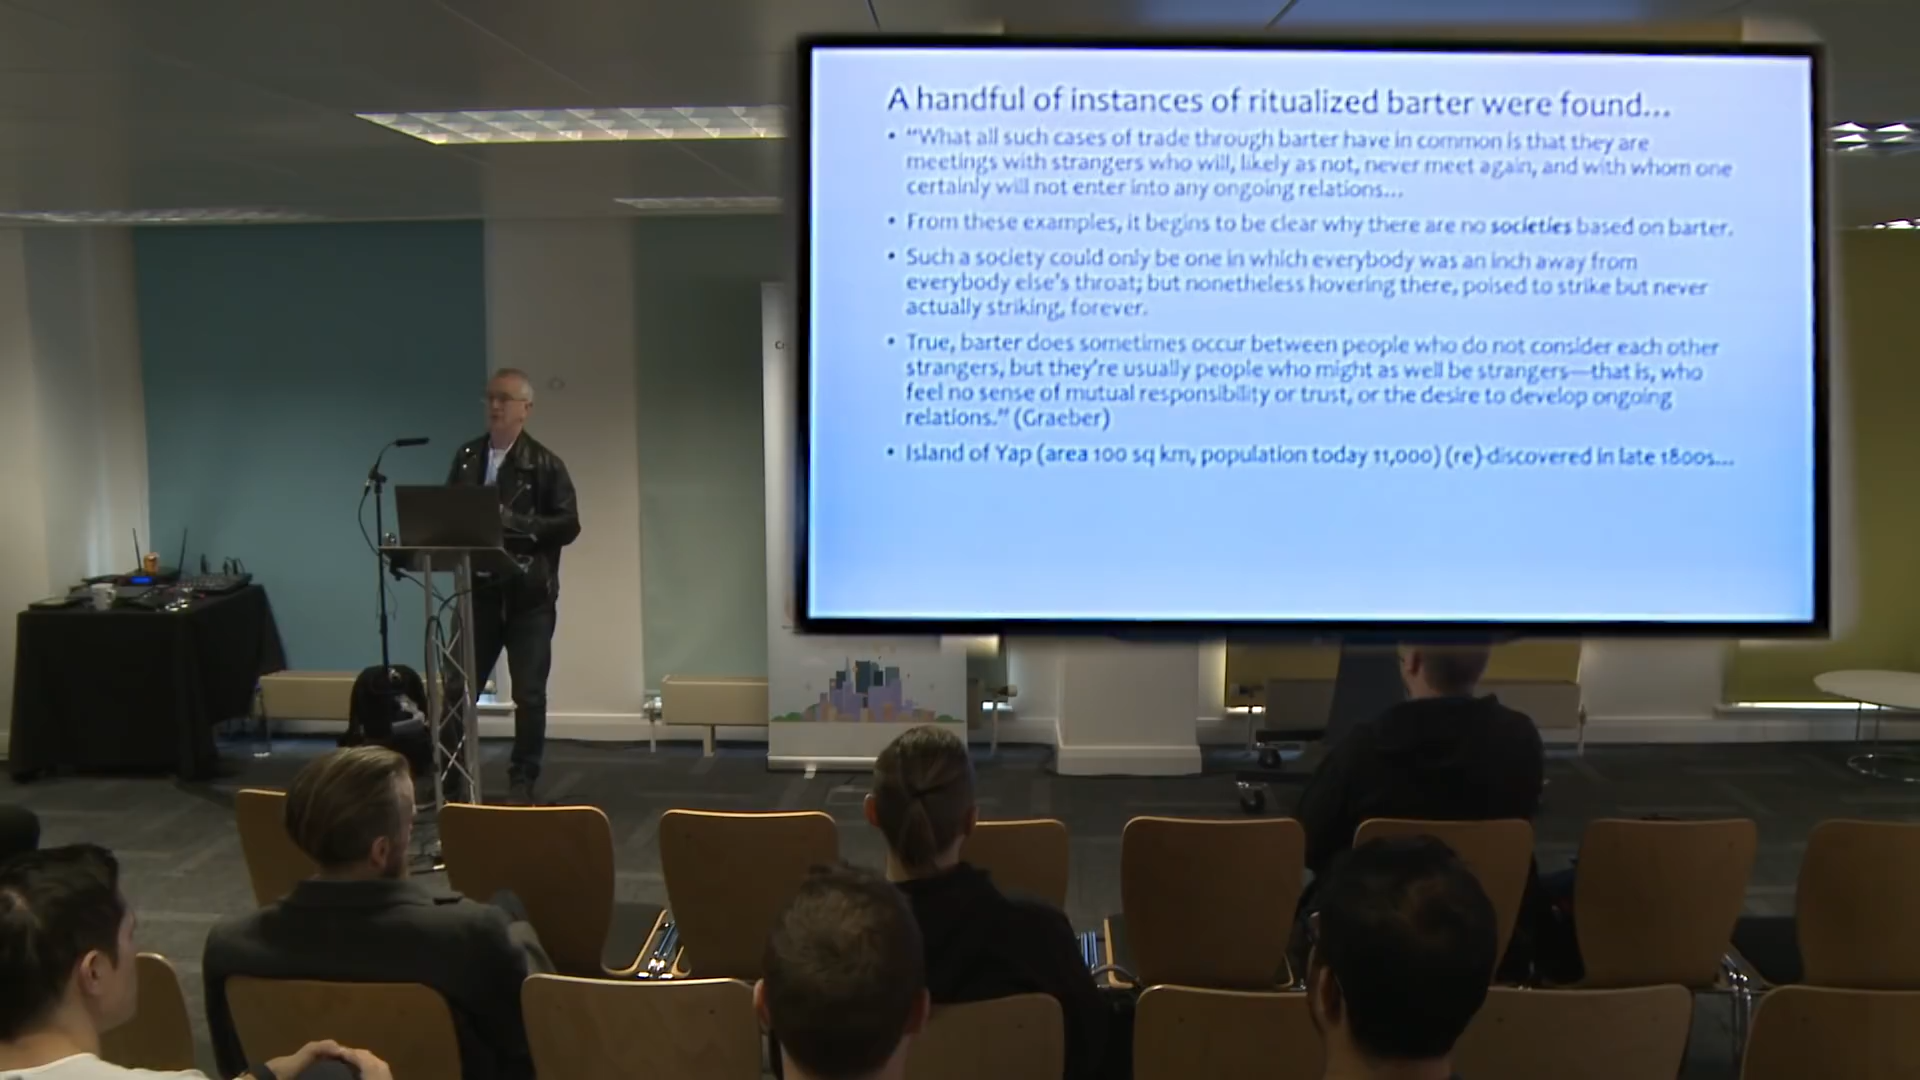 A handful of instances of ritualized barter were found...
• “What all such cases of trade through barter have in common is that they are
meetings with strangers who will, likely as not, never meet again, and with whom one
certainly will not enter into any ongoing relations...
• From these examples, it begins to be clear why there are no societies based on barter.
• Such a society could only be one in which everybody was an inch away from
everybody else's throat; but nonetheless hovering there, poised to strike but never
actually striking, forever.
• True, barter does sometimes occur between people who do not consider each other
strangers, but they're usually people who might as well be strangers—that is, who
feel no sense of mutual responsibility or trust, or the desire to develop ongoing
relations.” (Graeber)
• Island of Yap (area 100 sq km, population today 11,000) (re)-discovered in late 1800s...